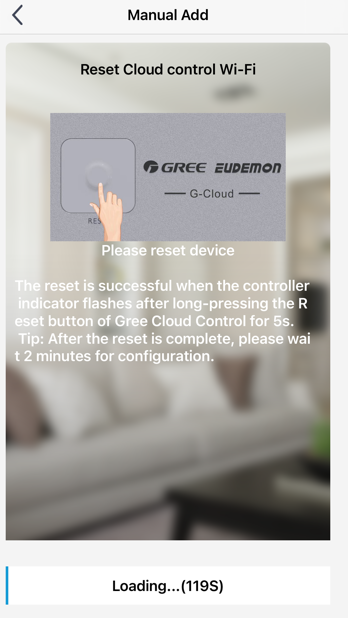 Manual Add
Reset Cloud control Wi-Fi
GREE EUDEMON
G-Cloud
RES
Please reset device
The reset is successful when the controller
indicator flashes after long-pressing the R
eset button of Gree Cloud Control for 5s.
Tip: After the reset is complete, please wai
t 2 minutes for configuration.
Loading...(119S)